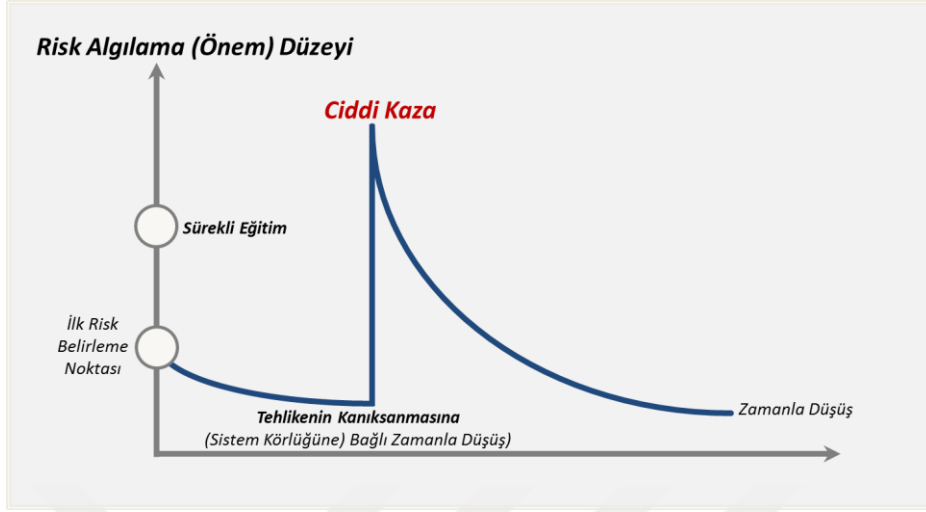 Risk Algılama (Önem) Düzeyi
Ciddi Kaza
Sürekli Eğitim
İlk Risk
Belirleme
Noktası
Tehlikenin Kanıksanmasına
(Sistem Körlüğüne) Bağlı Zamanla Düşüş)
Zamanla Düşüş